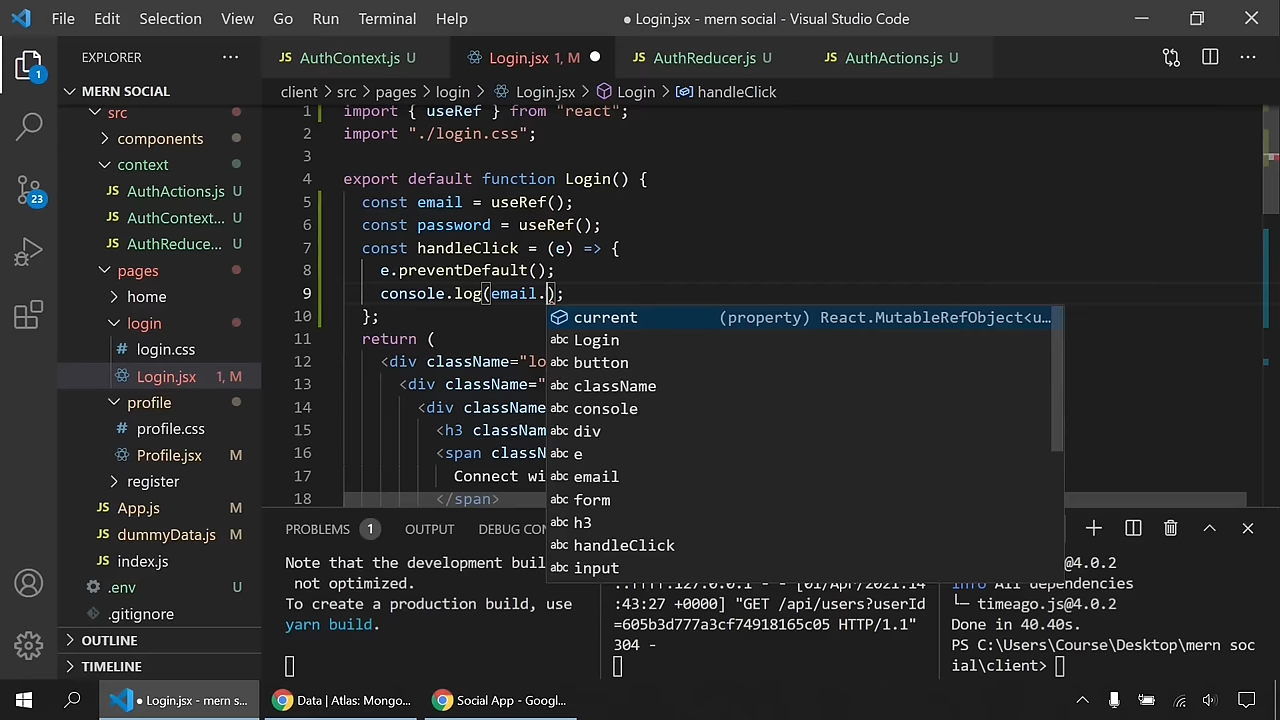 File Edit Selection View Go Run Terminal Help
● Login.jsx - mern social - Visual Studio Code
EXPLORER
AuthContext.js U
Login.jsx 1, M
AuthReducer.js U
AuthActions.js U
client > src > pages > login > Login.jsx > Login > handleClick
MERN SOCIAL
src
components
context
JS AuthActions.js U
JS AuthContext... U
JS AuthReduce... U
pages
home
login
# login.css
Login.jsx 1, M
profile
# profile.css
Profile.jsx M
register
JS App.js M
JS dummyData.js M
JS index.js
.env U
.gitignore
OUTLINE
TIMELINE
1
23
1 import { useRef } from "react";
2 import "./login.css";
3
4 export default function Login() {
5 const email = useRef();
6 const password = useRef();
7 const handleClick = (e) => {
8 e.preventDefault();
9 console.log(email.);
10 };
11 return (
12 <div className="lo
13 <div className="
14 <div className
15 <h3 classNam
16 <span classN
17 Connect wi
18 </span>
current (property) React.MutableRefObject<u…
abc Login
abc button
abc className
abc console
abc div
abc e
abc email
abc form
abc h3
abc handleClick
abc input
PROBLEMS 1 OUTPUT DEBUG CON
Note that the development buil
not optimized.
To create a production build, use
yarn build.
:43:27 +0000] "GET /api/users?userId
=605b3d777a3cf74918165c05 HTTP/1.1"
304 -
@4.0.2
info All dependencies
└─ timeago.js@4.0.2
Done in 40.40s.
PS C:\Users\Course\Desktop\mern soc
ial\client>
● Login.jsx - mern s...
Data | Atlas: Mongo...
Social App - Googl...